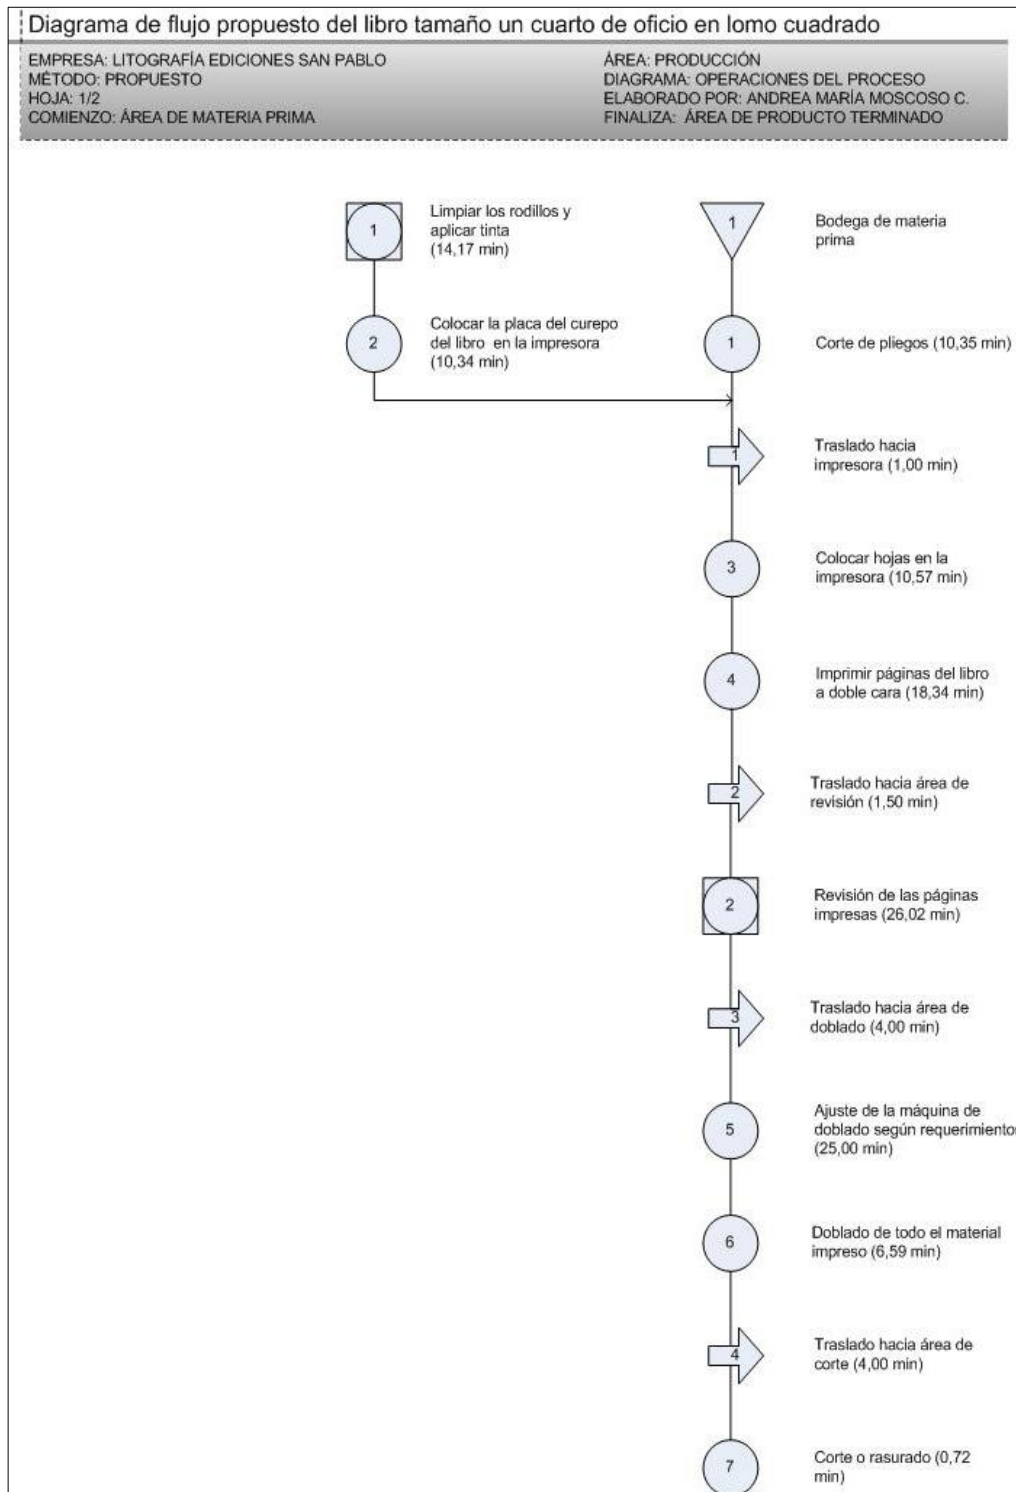 Diagrama de flujo propuesto del libro tamaño un cuarto de oficio en lomo cuadrado
EMPRESA: LITOGRAFÍA EDICIONES SAN PABLO
MÉTODO: PROPUESTO
HOJA: 1/2
COMIENZO: ÁREA DE MATERIA PRIMA
ÁREA: PRODUCCIÓN
DIAGRAMA: OPERACIONES DEL PROCESO
ELABORADO POR: ANDREA MARÍA MOSCOSO C.
FINALIZA: ÁREA DE PRODUCTO TERMINADO
1
Limpiar los rodillos y
aplicar tinta
(14,17 min)
1
Bodega de materia
prima
2
Colocar la placa del curepo
del libro en la impresora
(10,34 min)
1
Corte de pliegos (10,35 min)
1
Traslado hacia
impresora (1,00 min)
3
Colocar hojas en la
impresora (10,57 min)
4
Imprimir páginas del libro
a doble cara (18,34 min)
2
Traslado hacia área de
revisión (1,50 min)
2
Revisión de las páginas
impresas (26,02 min)
3
Traslado hacia área de
doblado (4,00 min)
5
Ajuste de la máquina de
doblado según requerimientos
(25,00 min)
6
Doblado de todo el material
impreso (6,59 min)
4
Traslado hacia área de
corte (4,00 min)
7
Corte o rasurado (0,72
min)